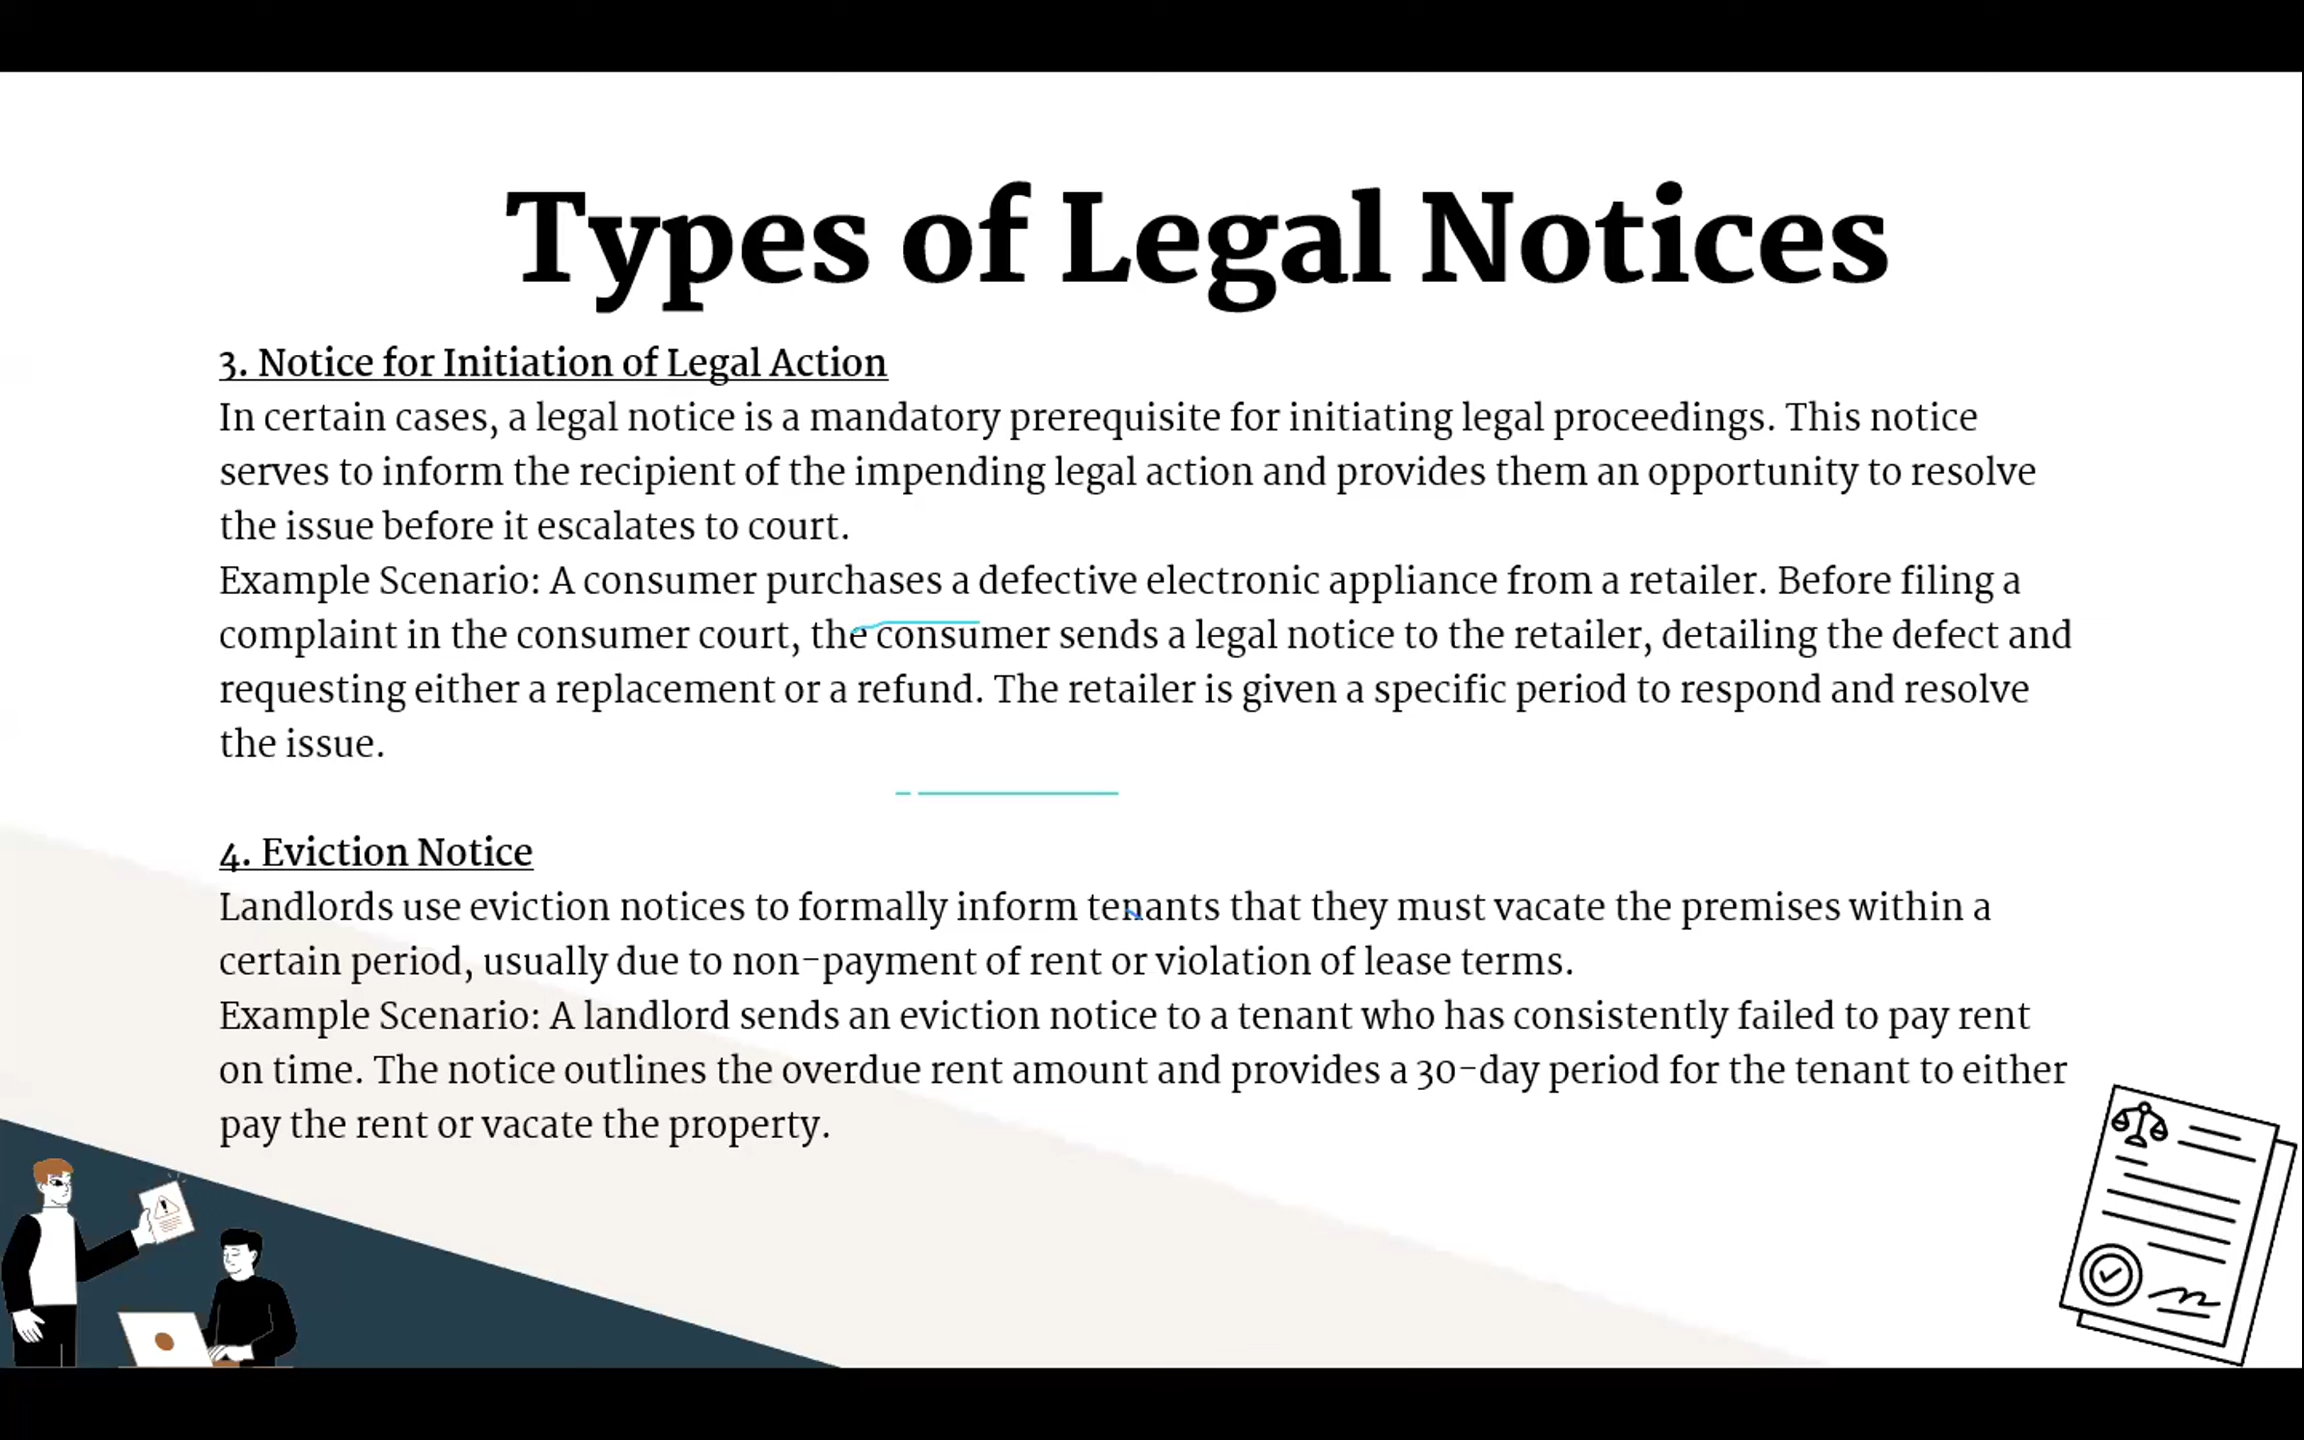 Types of Legal Notices
3. Notice for Initiation of Legal Action
In certain cases, a legal notice is a mandatory prerequisite for initiating legal proceedings. This notice
serves to inform the recipient of the impending legal action and provides them an opportunity to resolve
the issue before it escalates to court.
Example Scenario: A consumer purchases a defective electronic appliance from a retailer. Before filing a
complaint in the consumer court, the consumer sends a legal notice to the retailer, detailing the defect and
requesting either a replacement or a refund. The retailer is given a specific period to respond and resolve
the issue.
4. Eviction Notice
Landlords use eviction notices to formally inform tenants that they must vacate the premises within a
certain period, usually due to non-payment of rent or violation of lease terms.
Example Scenario: A landlord sends an eviction notice to a tenant who has consistently failed to pay rent
on time. The notice outlines the overdue rent amount and provides a 30-day period for the tenant to either
pay the rent or vacate the property.